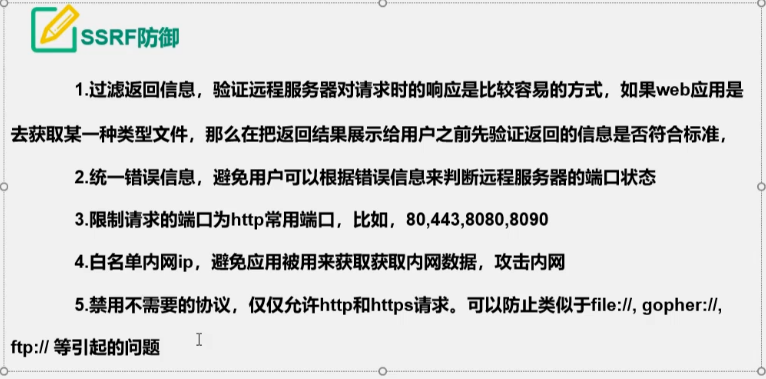 SSRF防御
1.过滤返回信息，验证远程服务器对请求时的响应是比较容易的方式，如果web应用是
去获取某一种类型文件，那么在把返回结果展示给用户之前先验证返回的信息是否符合标准，
2.统一错误信息，避免用户可以根据错误信息来判断远程服务器的端口状态
3.限制请求的端口为http常用端口，比如，80,443,8080,8090
4.白名单内网ip，避免应用被用来获取获取内网数据，攻击内网
5.禁用不需要的协议，仅仅允许http和https请求。可以防止类似于file://, gopher://,
ftp:// 等引起的问题